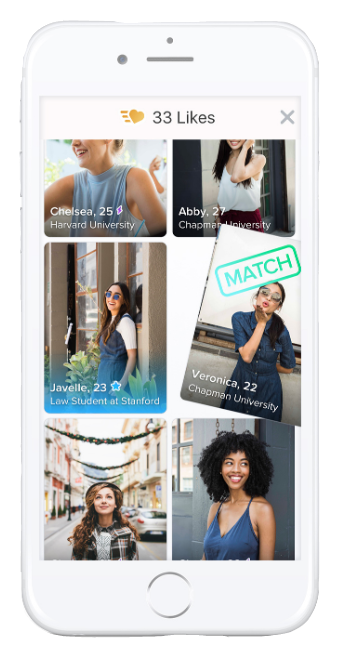 33 Likes
Chelsea, 25
Harvard University
Abby, 27
Chapman University
MATCH
Javelle, 23
Law Student at Stanford
Veronica, 22
Chapman University